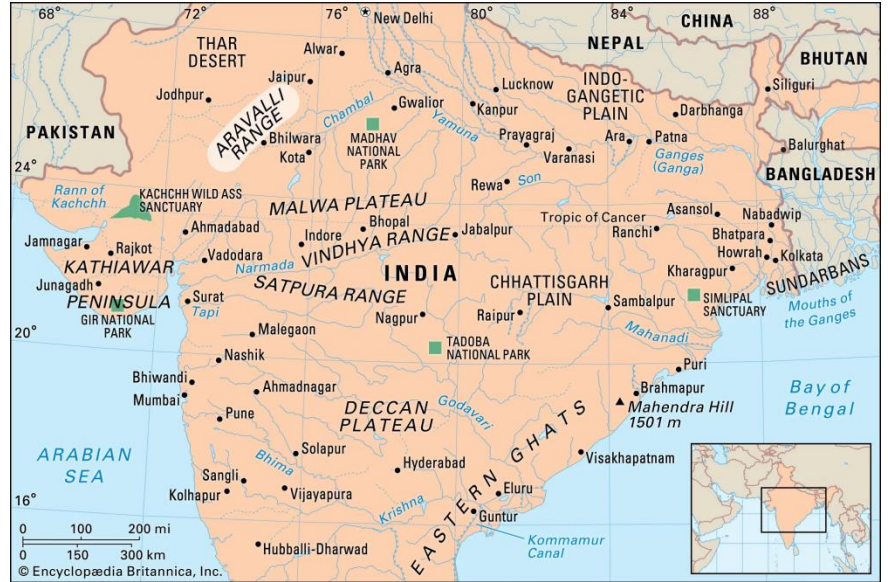 68°
72°
76°
80°
84°
88°
CHINA
New Delhi
NEPAL
BHUTAN
THAR
DESERT
Alwar
Agra
Jaipur
Lucknow
INDO-
GANGETIC
PLAIN
Siliguri
Jodhpur
Gwalior
Kanpur
Darbhanga
Chambal
Yamuna
PAKISTAN
ARAVALLI
RANGE
Bhilwara
Kota
MADHAV
NATIONAL
PARK
Prayagraj
Varanasi
Ara
Patna
Ganges
(Ganga)
Balurghat
BANGLADESH
24°
Rann of
Kachchh
KACHCHH WILD ASS
SANCTUARY
Rewa
Son
MALWA PLATEAU
Tropic of Cancer
Asansol
Nabadwip
Ranchi
Bhatpara
Howrah
Kolkata
Kharagpur
SUNDARBANS
Mouths of
the Ganges
Ahmadabad
Bhopal
Jabalpur
Indore
VINDHYA RANGE
Jamnagar
Rajkot
Vadodara
Narmada
KATHIAWAR
PENINSULA
Junagadh
INDIA
SATPURA RANGE
CHHATTISGARH
PLAIN
Surat
Tapi
GIR NATIONAL
PARK
Nagpur
Raipur
Sambalpur
SIMLIPAL
SANCTUARY
20°
Malegaon
TADOBA
NATIONAL PARK
Mahanadi
Nashik
Puri
Bhiwandi
Mumbai
Ahmadnagar
Brahmapur
Mahendra Hill
1501 m
Bay of
Bengal
Pune
DECCAN
PLATEAU
Godavari
ARABIAN
SEA
Solapur
Bhima
Hyderabad
EASTERN GHATS
Visakhapatnam
Sangli
Kolhapur
Vijayapura
Eluru
16°
Krishna
Guntur
Kommamur
Canal
0 100 200 mi
0 150 300 km
Hubballi-Dharwad
© Encyclopædia Britannica, Inc.